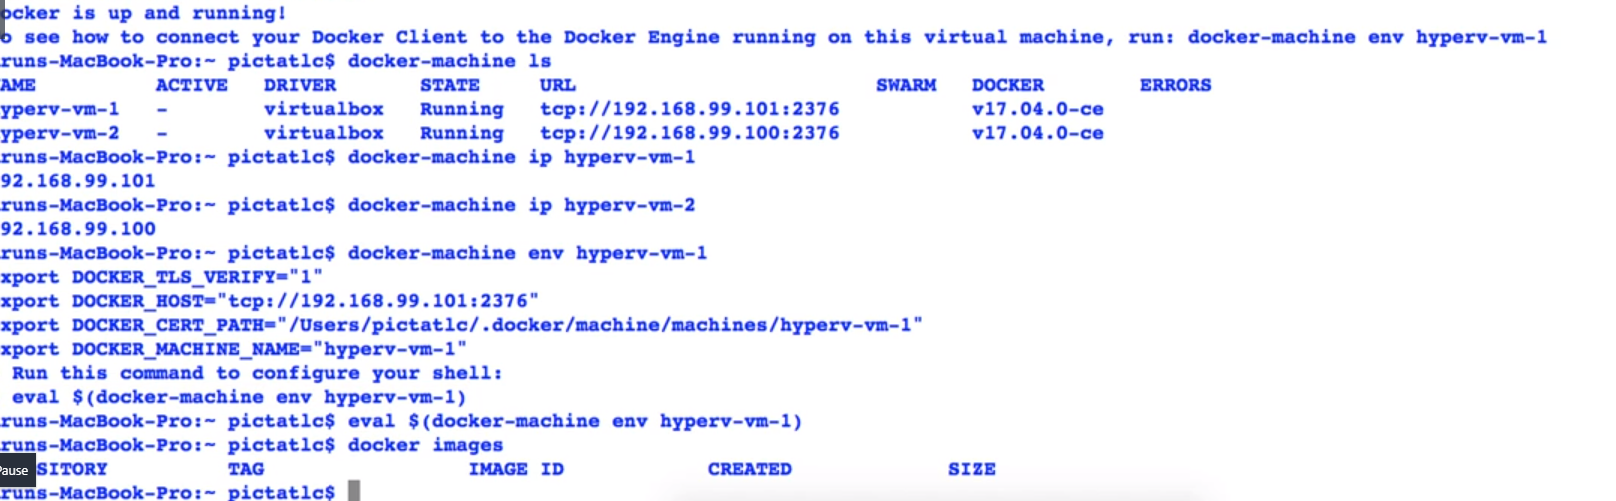 ocker is up and running!
o see how to connect your Docker Client to the Docker Engine running on this virtual machine, run: docker-machine env hyperv-vm-1
runs-MacBook-Pro:~ pictatlc$ docker-machine ls
AME ACTIVE DRIVER STATE URL SWARM DOCKER ERRORS
yperv-vm-1 - virtualbox Running tcp://192.168.99.101:2376 v17.04.0-ce
yperv-vm-2 - virtualbox Running tcp://192.168.99.100:2376 v17.04.0-ce
runs-MacBook-Pro:~ pictatlc$ docker-machine ip hyperv-vm-1
92.168.99.101
runs-MacBook-Pro:~ pictatlc$ docker-machine ip hyperv-vm-2
92.168.99.100
runs-MacBook-Pro:~ pictatlc$ docker-machine env hyperv-vm-1
xport DOCKER_TLS_VERIFY="1"
xport DOCKER_HOST="tcp://192.168.99.101:2376"
xport DOCKER_CERT_PATH="/Users/pictatlc/.docker/machine/machines/hyperv-vm-1"
xport DOCKER_MACHINE_NAME="hyperv-vm-1"
Run this command to configure your shell:
eval $(docker-machine env hyperv-vm-1)
runs-MacBook-Pro:~ pictatlc$ eval $(docker-machine env hyperv-vm-1)
runs-MacBook-Pro:~ pictatlc$ docker images
Pause SITORY TAG IMAGE ID CREATED SIZE
runs-MacBook-Pro:~ pictatlc$